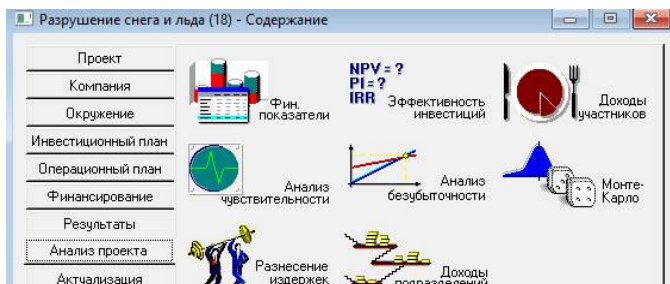 Разрушение снега и льда (18) - Содержание
Проект
Компания
Окружение
Инвестиционный план
Операционный план
Финансирование
Результаты
Анализ проекта
Актуализация
Фин.
показатели
NPV = ?
PI = ?
IRR
Эффективность
инвестиций
Доходы
участников
Анализ
чувствительности
Анализ
безубыточности
Монте-
Карло
Разнесение
издержек
Доходы
подразделений